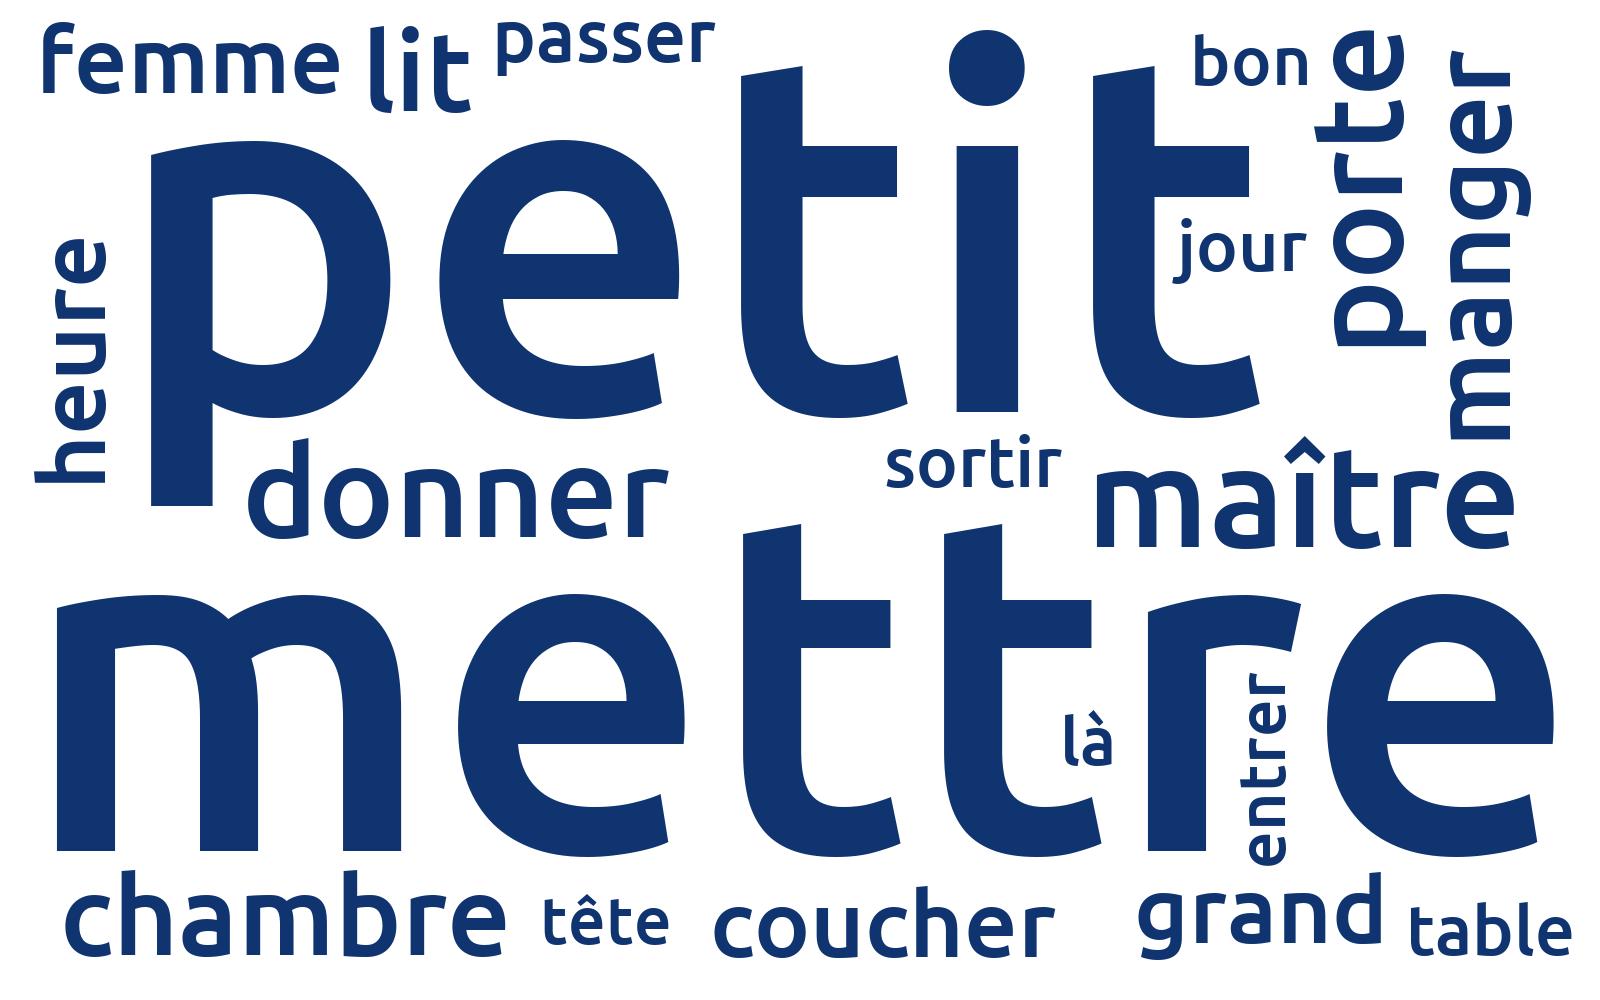 femme
lit
passer
petit
bon
porte
manger
jour
heure
donner
sortir
maître
mettre
là
entrer
chambre
tête
coucher
grand
table